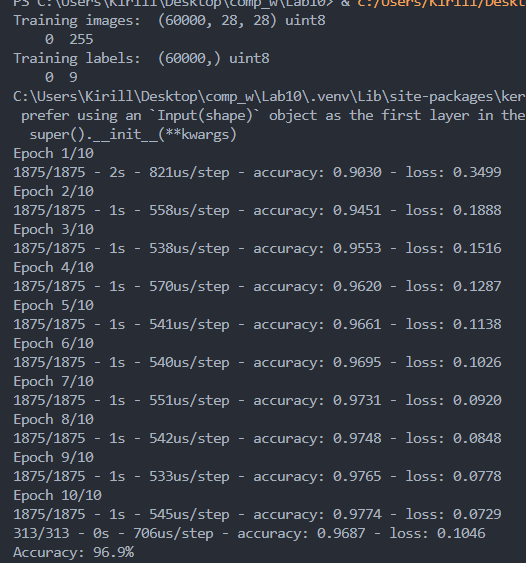 PS C:\Users\Kirill\Desktop\comp_w\Lab10> & c:/Users/Kirill/Desk
Training images:  (60000, 28, 28) uint8
     0  255
Training labels:  (60000,) uint8
     0  9
C:\Users\Kirill\Desktop\comp_w\Lab10\.venv\Lib\site-packages\ker
 prefer using an `Input(shape)` object as the first layer in the
  super().__init__(**kwargs)
Epoch 1/10
1875/1875 - 2s - 821us/step - accuracy: 0.9030 - loss: 0.3499
Epoch 2/10
1875/1875 - 1s - 558us/step - accuracy: 0.9451 - loss: 0.1888
Epoch 3/10
1875/1875 - 1s - 538us/step - accuracy: 0.9553 - loss: 0.1516
Epoch 4/10
1875/1875 - 1s - 570us/step - accuracy: 0.9620 - loss: 0.1287
Epoch 5/10
1875/1875 - 1s - 541us/step - accuracy: 0.9661 - loss: 0.1138
Epoch 6/10
1875/1875 - 1s - 540us/step - accuracy: 0.9695 - loss: 0.1026
Epoch 7/10
1875/1875 - 1s - 551us/step - accuracy: 0.9731 - loss: 0.0920
Epoch 8/10
1875/1875 - 1s - 542us/step - accuracy: 0.9748 - loss: 0.0848
Epoch 9/10
1875/1875 - 1s - 533us/step - accuracy: 0.9765 - loss: 0.0778
Epoch 10/10
1875/1875 - 1s - 545us/step - accuracy: 0.9774 - loss: 0.0729
313/313 - 0s - 706us/step - accuracy: 0.9687 - loss: 0.1046
Accuracy: 96.9%